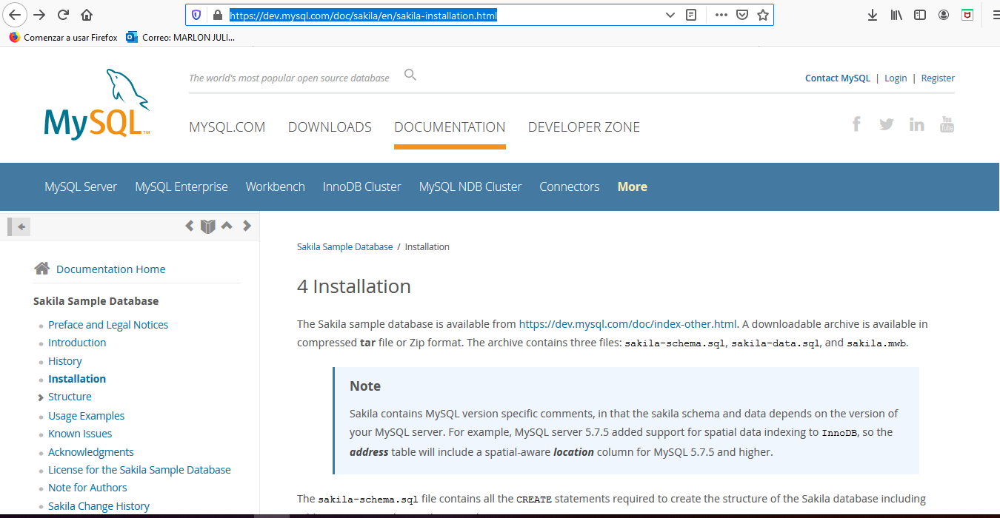 https://dev.mysql.com/doc/sakila/en/sakila-installation.html
Comenzar a usar Firefox
Correo: MARLON JULI...
The world's most popular open source database
Contact MySQL | Login | Register
MySQL™
MYSQL.COM DOWNLOADS DOCUMENTATION DEVELOPER ZONE
f in You Tube
MySQL Server MySQL Enterprise Workbench InnoDB Cluster MySQL NDB Cluster Connectors More
Documentation Home
Sakila Sample Database
Preface and Legal Notices
Introduction
History
Installation
Structure
Usage Examples
Known Issues
Acknowledgments
License for the Sakila Sample Database
Note for Authors
Sakila Change History
Sakila Sample Database / Installation
4 Installation
The Sakila sample database is available from https://dev.mysql.com/doc/index-other.html. A downloadable archive is available in
compressed tar file or Zip format. The archive contains three files: sakila-schema.sql, sakila-data.sql, and sakila.mwb.
Note
Sakila contains MySQL version specific comments, in that the sakila schema and data depends on the version of
your MySQL server. For example, MySQL server 5.7.5 added support for spatial data indexing to InnoDB, so the
address table will include a spatial-aware location column for MySQL 5.7.5 and higher.
The sakila-schema.sql file contains all the CREATE statements required to create the structure of the Sakila database including